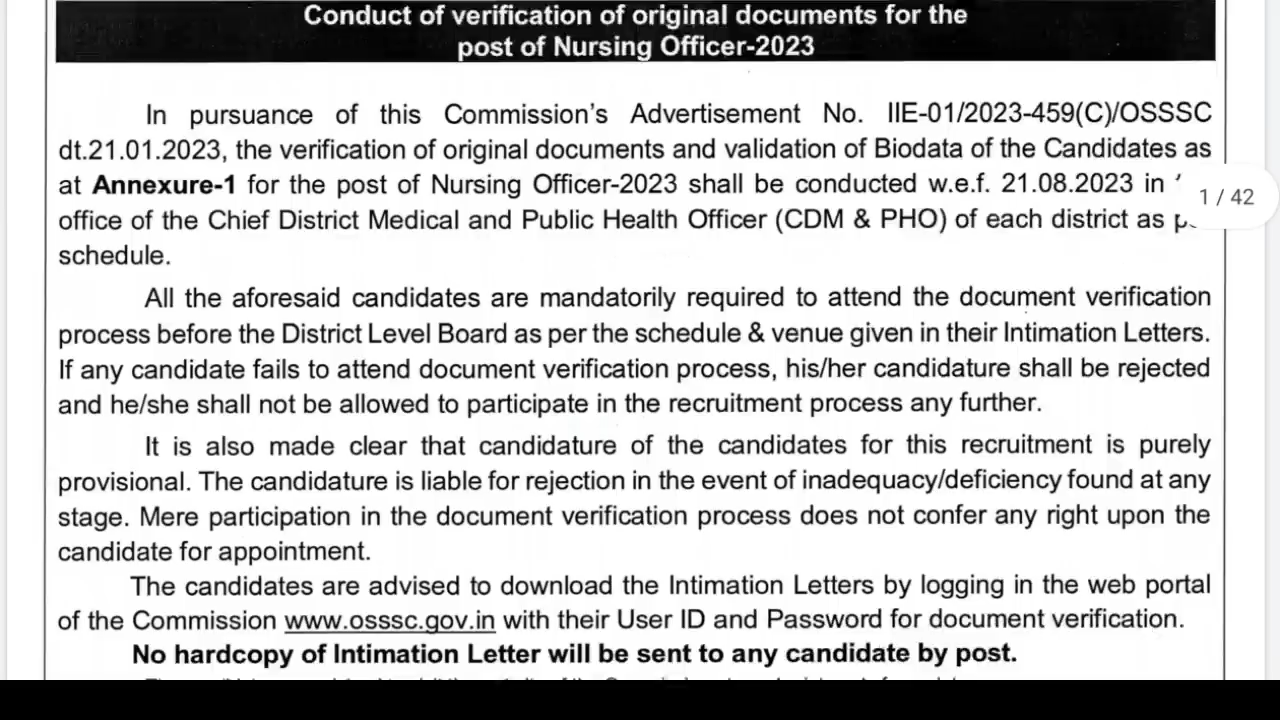 Conduct of verification of original documents for the
post of Nursing Officer-2023
In pursuance of this Commission's Advertisement No. IIE-01/2023-459(C)/OSSSC
dt.21.01.2023, the verification of original documents and validation of Biodata of the Candidates as
at Annexure-1 for the post of Nursing Officer-2023 shall be conducted w.e.f. 21.08.2023 in
1 / 42
office of the Chief District Medical and Public Health Officer (CDM & PHO) of each district as
schedule.
All the aforesaid candidates are mandatorily required to attend the document verification
process before the District Level Board as per the schedule & venue given in their Intimation Letters.
If any candidate fails to attend document verification process, his/her candidature shall be rejected
and he/she shall not be allowed to participate in the recruitment process any further.
It is also made clear that candidature of the candidates for this recruitment is purely
provisional. The candidature is liable for rejection in the event of inadequacy/deficiency found at any
stage. Mere participation in the document verification process does not confer any right upon the
candidate for appointment.
The candidates are advised to download the Intimation Letters by logging in the web portal
of the Commission www.osssc.gov.in with their User ID and Password for document verification.
No hardcopy of Intimation Letter will be sent to any candidate by post.